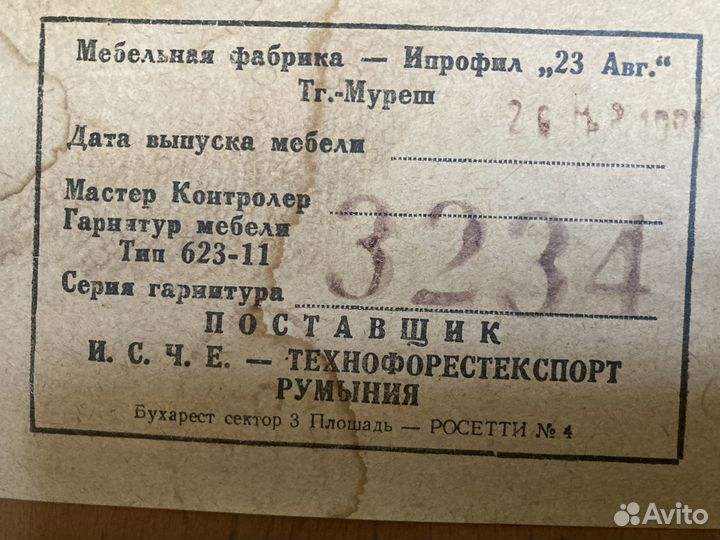 Мебельная фабрика — Ипрофил „23 Авг.“
Тг.-Муреш
26
Дата выпуска мебели
Мастер Контролер
Гарнитур мебели
Тип 623-11
3234
Серия гарнитура
ПОСТАВЩИК
И. С. Ч. Е. — ТЕХНОФОРЕСТЕКСПОРТ
РУМЫНИЯ
Бухарест сектор 3 Площадь — РОСЕТТИ № 4
Avito